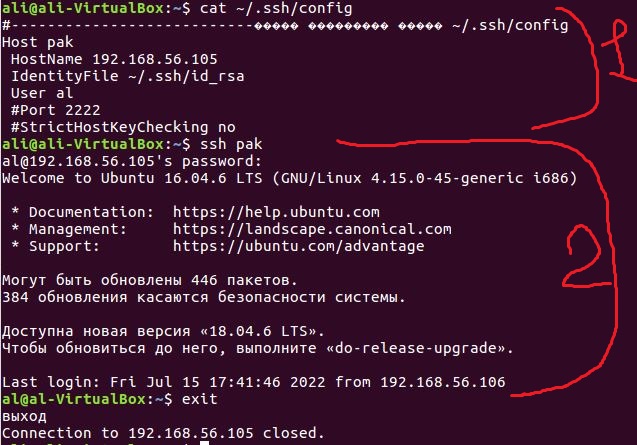 ali@ali-VirtualBox:~$ cat ~/.ssh/config
#----------------------------����� ��������� ����� ~/.ssh/config
Host pak
HostName 192.168.56.105
IdentityFile ~/.ssh/id_rsa
User al
#Port 2222
#StrictHostKeyChecking no
ali@ali-VirtualBox:~$ ssh pak
al@192.168.56.105's password:
Welcome to Ubuntu 16.04.6 LTS (GNU/Linux 4.15.0-45-generic i686)
* Documentation: https://help.ubuntu.com
* Management: https://landscape.canonical.com
* Support: https://ubuntu.com/advantage
Могут быть обновлены 446 пакетов.
384 обновления касаются безопасности системы.
Доступна новая версия «18.04.6 LTS».
Чтобы обновиться до него, выполните «do-release-upgrade».
Last login: Fri Jul 15 17:41:46 2022 from 192.168.56.106
al@al-VirtualBox:~$ exit
выход
Connection to 192.168.56.105 closed.
1
2